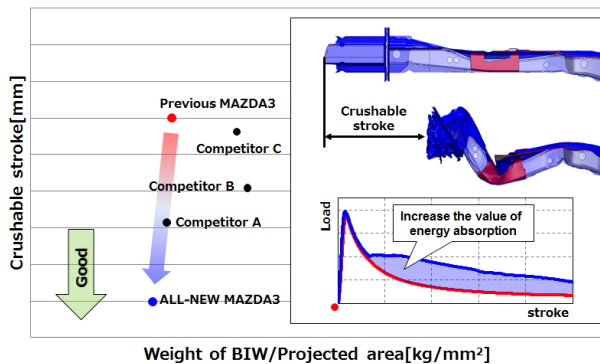 Crushable stroke[mm]
Previous MAZDA3
Competitor C
Competitor B
Competitor A
Good
ALL-NEW MAZDA3
Crushable
stroke
Load
Increase the value of
energy absorption
stroke
Weight of BIW/Projected area[kg/mm²]